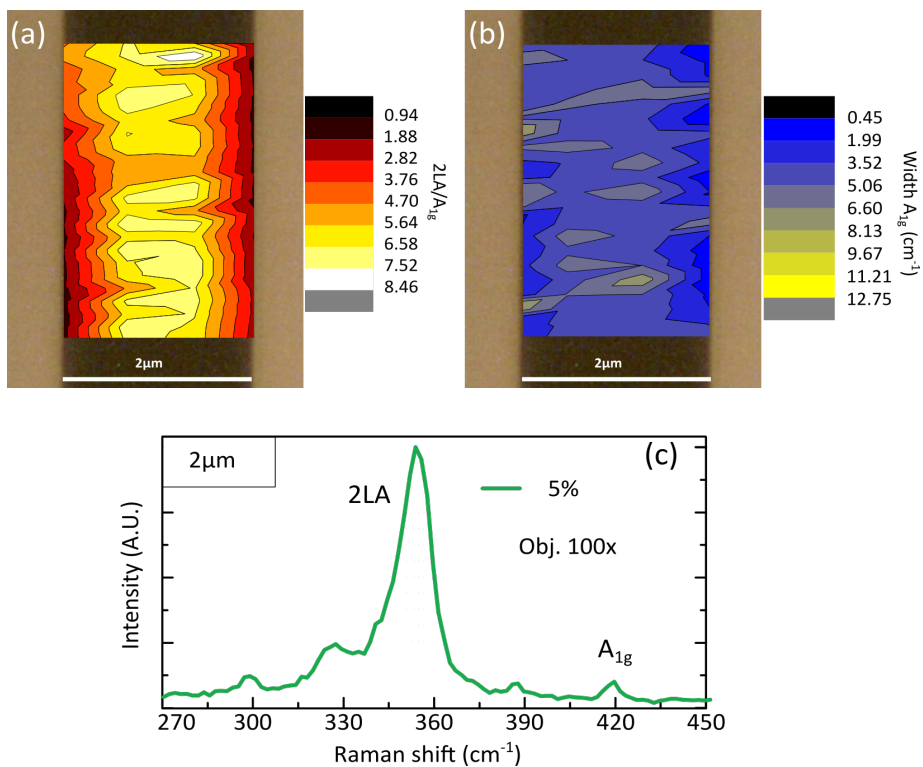 (a)
0.94
1.88
2.82
3.76
4.70
5.64
6.58
7.52
8.46
2LA/A1g
2μm
(b)
0.45
1.99
3.52
5.06
6.60
8.13
9.67
11.21
12.75
Width A1g (cm-1)
2μm
(c)
2μm
2LA
5%
Obj. 100x
A1g
Intensity (A.U.)
270 300 330 360 390 420 450
Raman shift (cm-1)